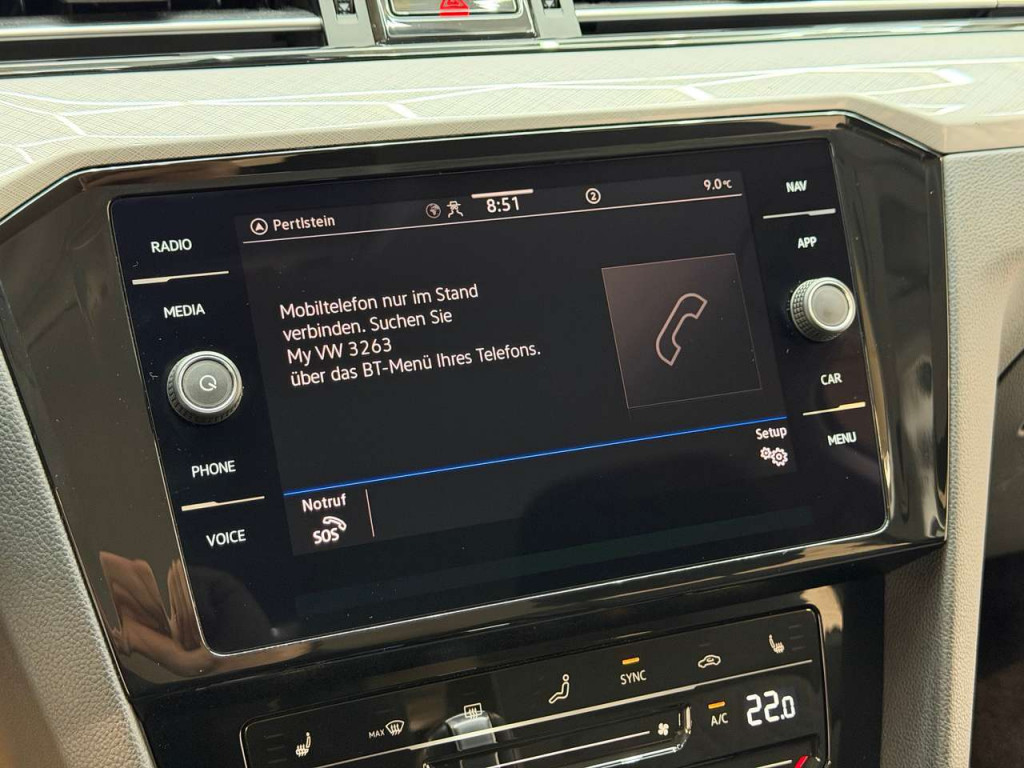 Pertlstein
8:51
2
9.0°C
RADIO
MEDIA
PHONE
VOICE
NAV
APP
CAR
MENU
Mobiltelefon nur im Stand
verbinden. Suchen Sie
My VW 3263
über das BT-Menü Ihres Telefons.
Setup
Notruf
SOS
MAX
SYNC
A/C
22.0